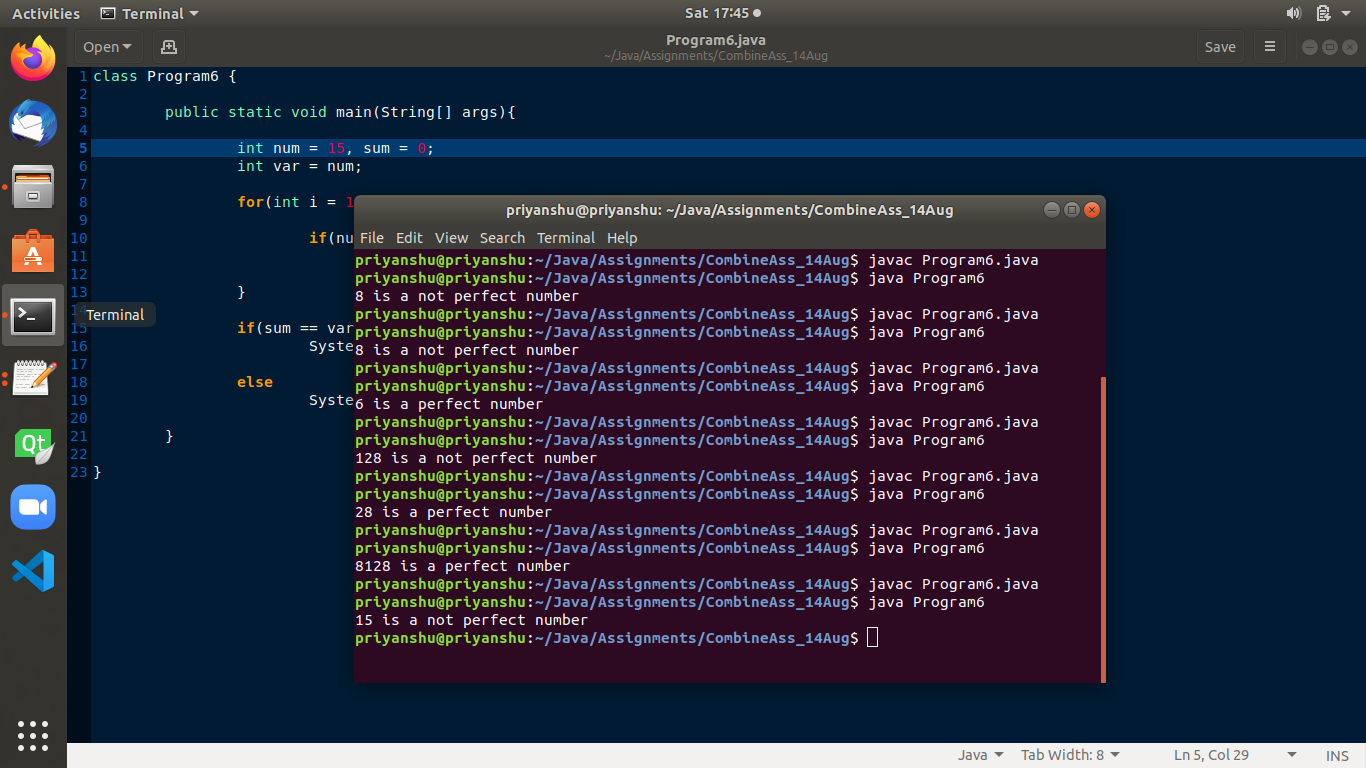 Activities Terminal Sat 17:45
Open Program6.java Save
~/Java/Assignments/CombineAss_14Aug
1 class Program6 {
2
3 public static void main(String[] args){
4
5 int num = 15, sum = 0;
6 int var = num;
7
8 for(int i = 1
9
10 if(nu
11
12
13 }
14
Terminal
15 if(sum == var
16 Syste
17
18 else
19 Syste
20
21 }
22
23 }
priyanshu@priyanshu: ~/Java/Assignments/CombineAss_14Aug
File Edit View Search Terminal Help
priyanshu@priyanshu:~/Java/Assignments/CombineAss_14Aug$ javac Program6.java
priyanshu@priyanshu:~/Java/Assignments/CombineAss_14Aug$ java Program6
8 is a not perfect number
priyanshu@priyanshu:~/Java/Assignments/CombineAss_14Aug$ javac Program6.java
priyanshu@priyanshu:~/Java/Assignments/CombineAss_14Aug$ java Program6
8 is a not perfect number
priyanshu@priyanshu:~/Java/Assignments/CombineAss_14Aug$ javac Program6.java
priyanshu@priyanshu:~/Java/Assignments/CombineAss_14Aug$ java Program6
6 is a perfect number
priyanshu@priyanshu:~/Java/Assignments/CombineAss_14Aug$ javac Program6.java
priyanshu@priyanshu:~/Java/Assignments/CombineAss_14Aug$ java Program6
128 is a not perfect number
priyanshu@priyanshu:~/Java/Assignments/CombineAss_14Aug$ javac Program6.java
priyanshu@priyanshu:~/Java/Assignments/CombineAss_14Aug$ java Program6
28 is a perfect number
priyanshu@priyanshu:~/Java/Assignments/CombineAss_14Aug$ javac Program6.java
priyanshu@priyanshu:~/Java/Assignments/CombineAss_14Aug$ java Program6
8128 is a perfect number
priyanshu@priyanshu:~/Java/Assignments/CombineAss_14Aug$ javac Program6.java
priyanshu@priyanshu:~/Java/Assignments/CombineAss_14Aug$ java Program6
15 is a not perfect number
priyanshu@priyanshu:~/Java/Assignments/CombineAss_14Aug$
Qt
Java Tab Width: 8 Ln 5, Col 29 INS